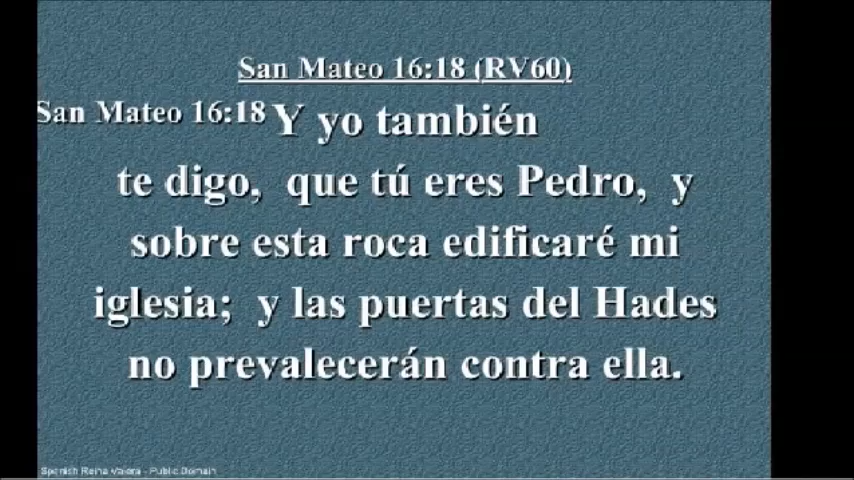 San Mateo 16:18 (RV60)
San Mateo 16:18 Y yo también
te digo, que tú eres Pedro, y
sobre esta roca edificaré mi
iglesia; y las puertas del Hades
no prevalecerán contra ella.
Spanish Reina Valera - Public Domain